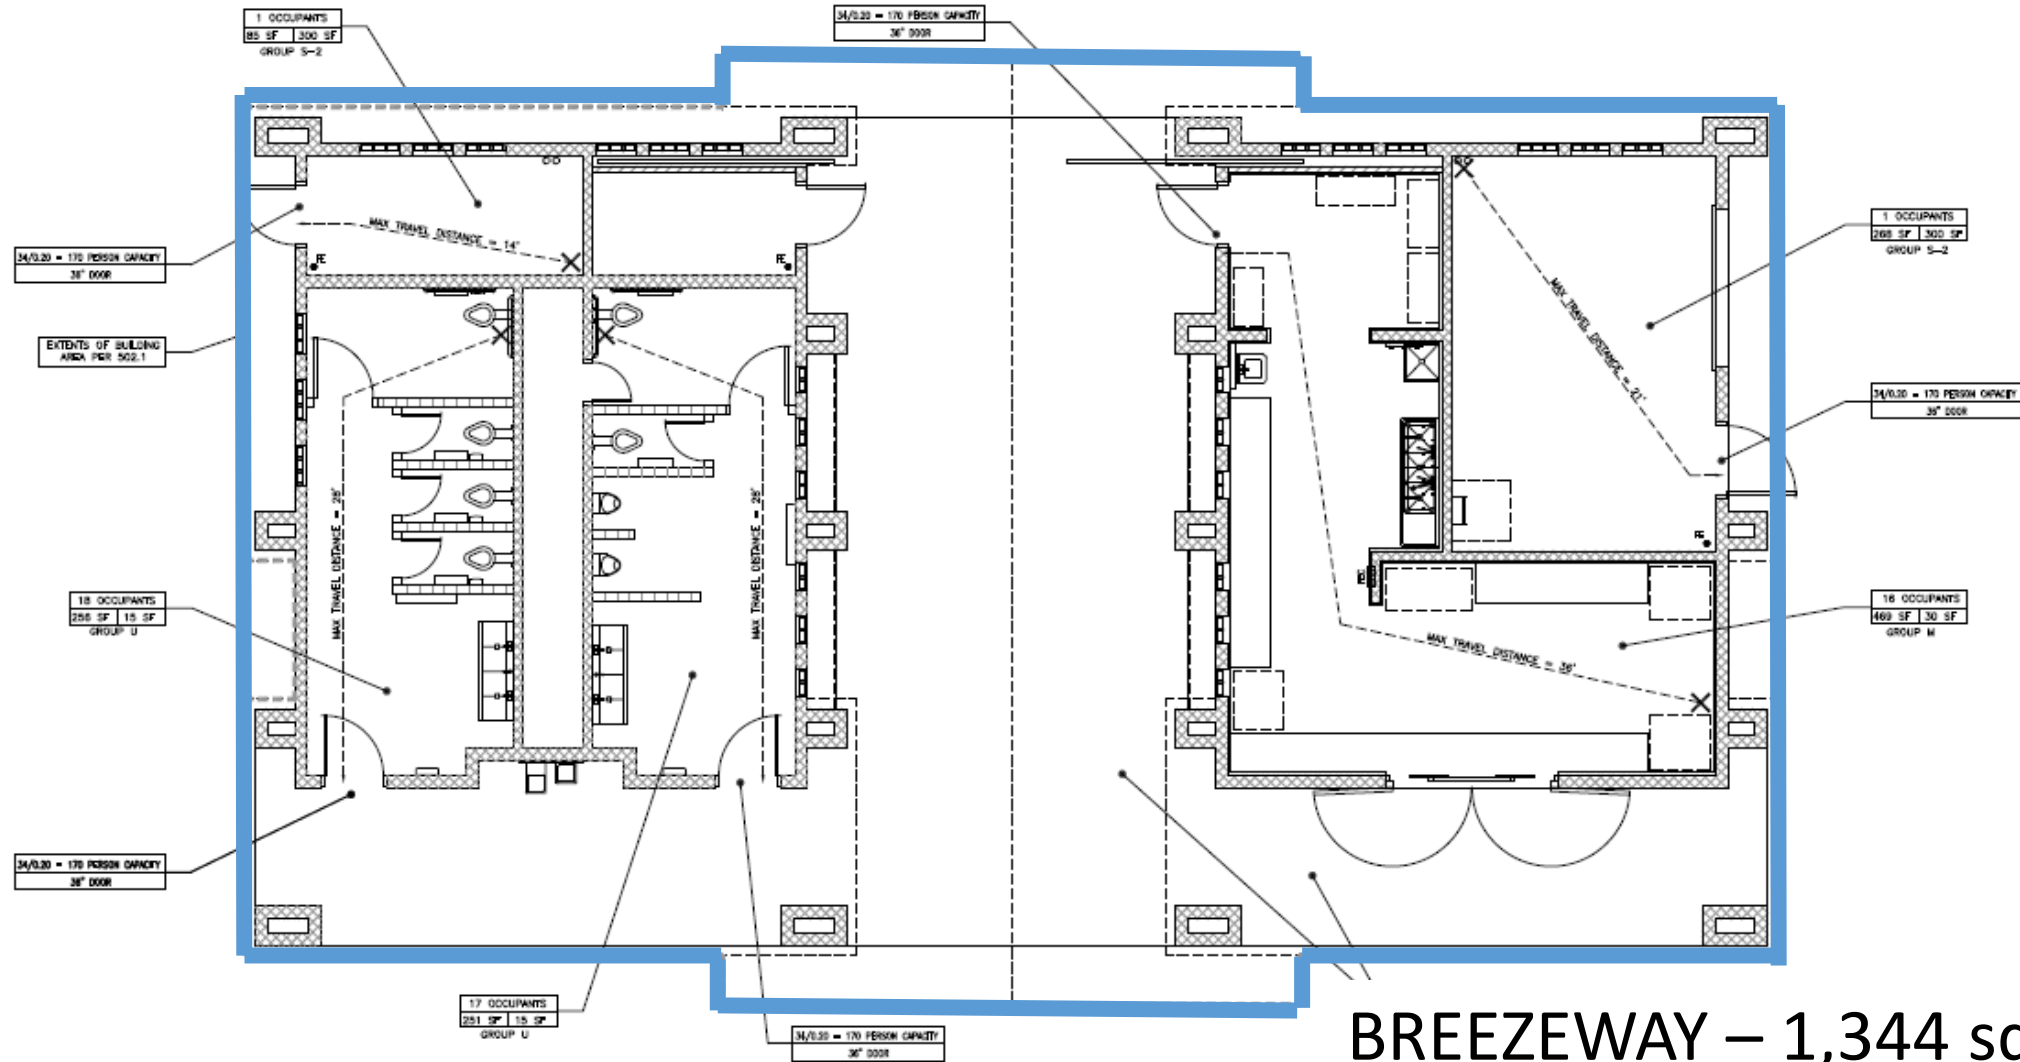 1 OCCUPANTS
85 SF 300 SF
GROUP S-2
34/0.20 = 170 PERSON CAPACITY
36" DOOR
MAX TRAVEL DISTANCE = 14'
FE
FE
34/0.20 = 170 PERSON CAPACITY
36" DOOR
EXTENTS OF BUILDING
AREA PER 502.1
1 OCCUPANTS
268 SF 300 SF
GROUP S-2
MAX TRAVEL DISTANCE = 21'
34/0.20 = 170 PERSON CAPACITY
36" DOOR
MAX TRAVEL DISTANCE = 28'
MAX TRAVEL DISTANCE = 28'
FE
FEC
18 OCCUPANTS
256 SF 15 SF
GROUP U
16 OCCUPANTS
469 SF 30 SF
GROUP M
MAX TRAVEL DISTANCE = 36'
34/0.20 = 170 PERSON CAPACITY
36" DOOR
17 OCCUPANTS
251 SF 15 SF
GROUP U
34/0.20 = 170 PERSON CAPACITY
36" DOOR
BREEZEWAY – 1,344 sq